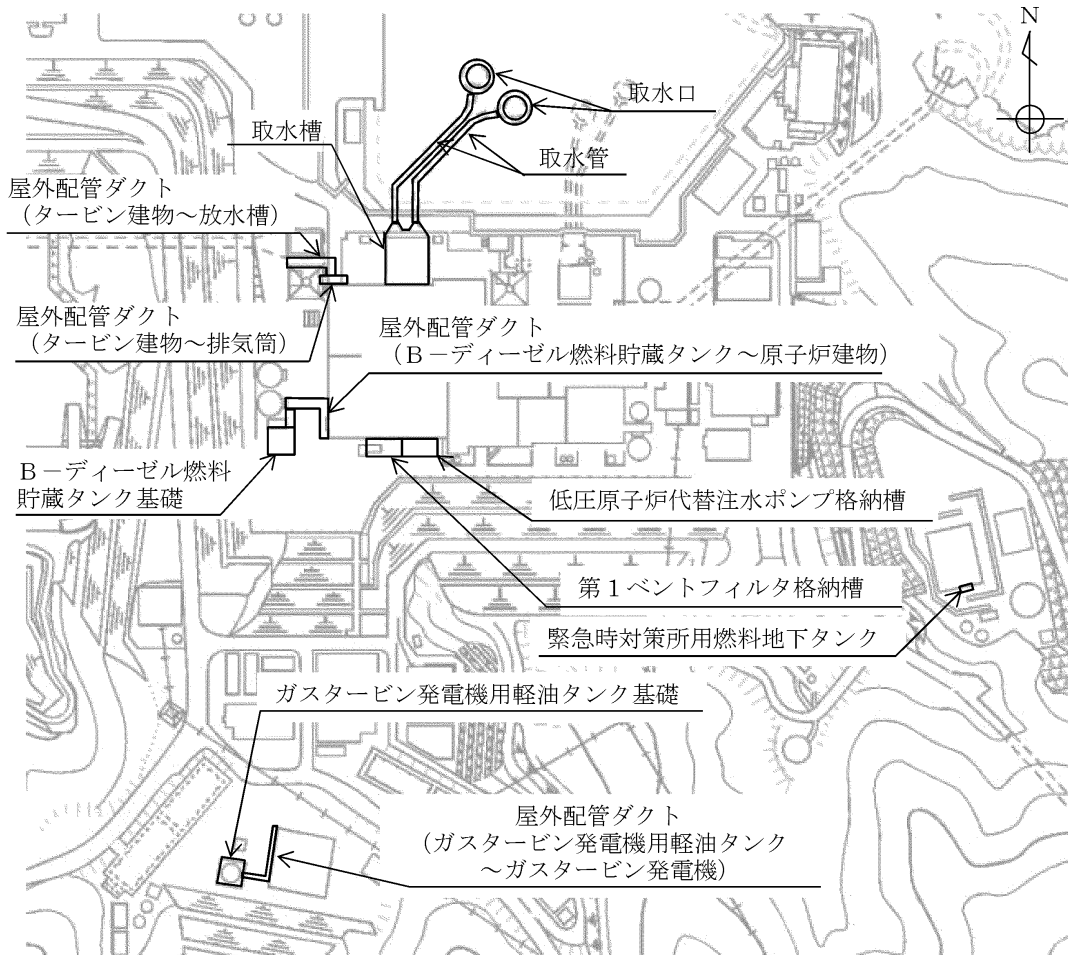 N
取水口
取水槽
取水管
屋外配管ダクト
（タービン建物～放水槽）
屋外配管ダクト
（タービン建物～排気筒）
屋外配管ダクト
（Ｂ－ディーゼル燃料貯蔵タンク～原子炉建物）
Ｂ－ディーゼル燃料
貯蔵タンク基礎
低圧原子炉代替注水ポンプ格納槽
第１ベントフィルタ格納槽
緊急時対策所用燃料地下タンク
ガスタービン発電機用軽油タンク基礎
屋外配管ダクト
（ガスタービン発電機用軽油タンク
～ガスタービン発電機）